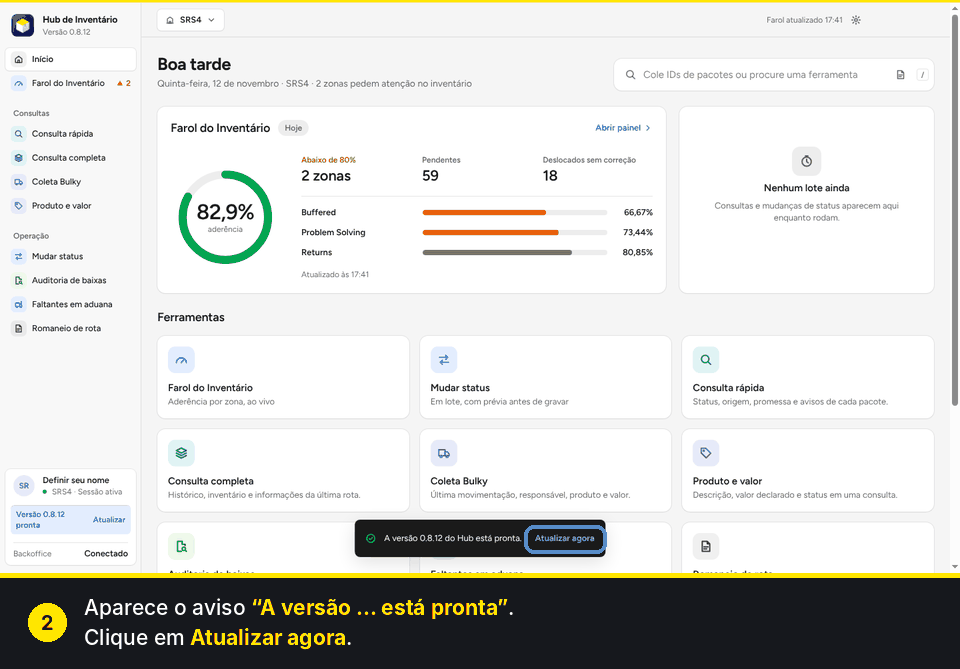 Hub de Inventário
Versão 0.8.12
SRS4
Farol atualizado 17:41
Início
Farol do Inventário
2
Consultas
Consulta rápida
Consulta completa
Coleta Bulky
Produto e valor
Operação
Mudar status
Auditoria de baixas
Faltantes em aduana
Romaneio de rota
SR
Definir seu nome
SRS4 · Sessão ativa
Versão 0.8.12
pronta
Atualizar
Backoffice
Conectado
Boa tarde
Quinta-feira, 12 de novembro · SRS4 · 2 zonas pedem atenção no inventário
Cole IDs de pacotes ou procure uma ferramenta
/
Farol do Inventário
Hoje
Abrir painel
82,9%
aderência
Abaixo de 80%
2 zonas
Pendentes
59
Deslocados sem correção
18
Buffered
66,67%
Problem Solving
73,44%
Returns
80,85%
Atualizado às 17:41
Nenhum lote ainda
Consultas e mudanças de status aparecem aqui
enquanto rodam.
Ferramentas
Farol do Inventário
Aderência por zona, ao vivo
Mudar status
Em lote, com prévia antes de gravar
Consulta rápida
Status, origem, promessa e avisos de cada pacote.
Consulta completa
Histórico, inventário e informações da última rota.
Coleta Bulky
Última movimentação, responsável, produto e valor.
Produto e valor
Descrição, valor declarado e status em uma consulta.
Auditoria de baixas
Faltantes em aduana
Romaneio de rota
A versão 0.8.12 do Hub está pronta.
Atualizar agora
2
Aparece o aviso “A versão ... está pronta”.
Clique em Atualizar agora.